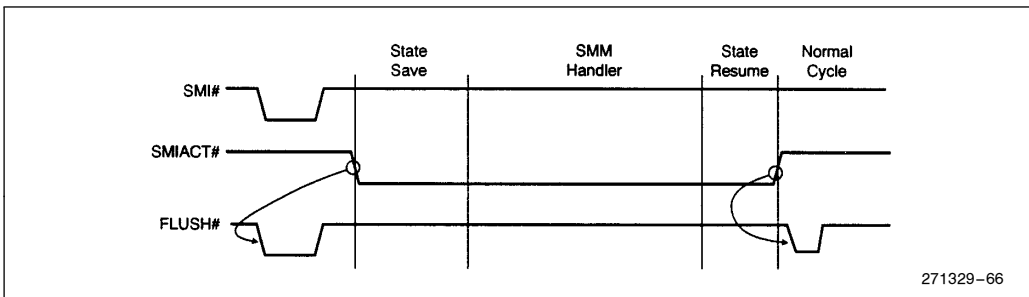 State
Save
SMM
Handler
State
Resume
Normal
Cycle
SMI#
SMIACT#
FLUSH#
271329–66